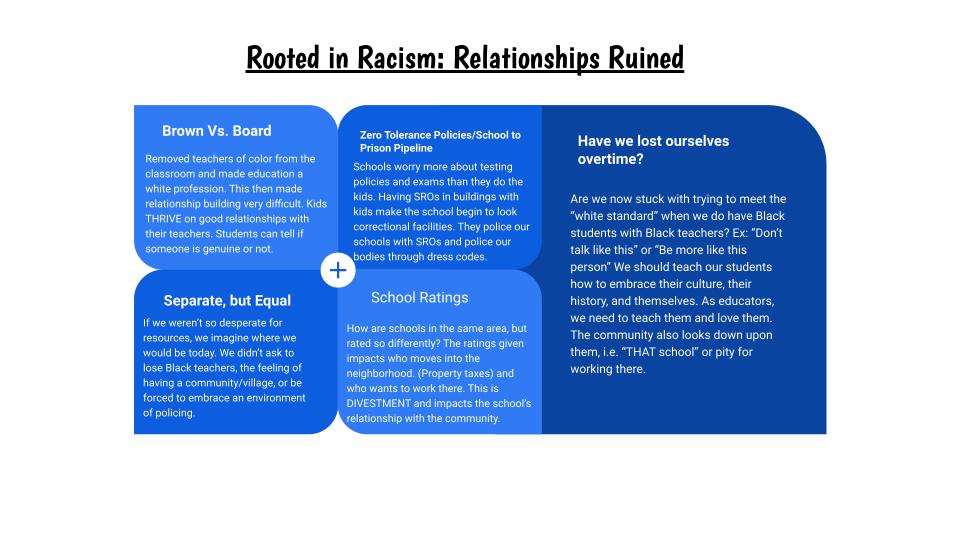 Rooted in Racism: Relationships Ruined
Brown Vs. Board
Removed teachers of color from the
classroom and made education a
white profession. This then made
relationship building very difficult. Kids
THRIVE on good relationships with
their teachers. Students can tell if
someone is genuine or not.
Zero Tolerance Policies/School to
Prison Pipeline
Schools worry more about testing
policies and exams than they do the
kids. Having SROs in buildings with
kids make the school begin to look
correctional facilities. They police our
schools with SROs and police our
bodies through dress codes.
Separate, but Equal
If we weren't so desperate for
resources, we imagine where we
would be today. We didn't ask to
lose Black teachers, the feeling of
having a community/village, or be
forced to embrace an environment
of policing.
School Ratings
How are schools in the same area, but
rated so differently? The ratings given
impacts who moves into the
neighborhood. (Property taxes) and
who wants to work there. This is
DIVESTMENT and impacts the school's
relationship with the community.
Have we lost ourselves
overtime?
Are we now stuck with trying to meet the
“white standard” when we do have Black
students with Black teachers? Ex: “Don't
talk like this” or “Be more like this
person” We should teach our students
how to embrace their culture, their
history, and themselves. As educators,
we need to teach them and love them.
The community also looks down upon
them, i.e. “THAT school” or pity for
working there.